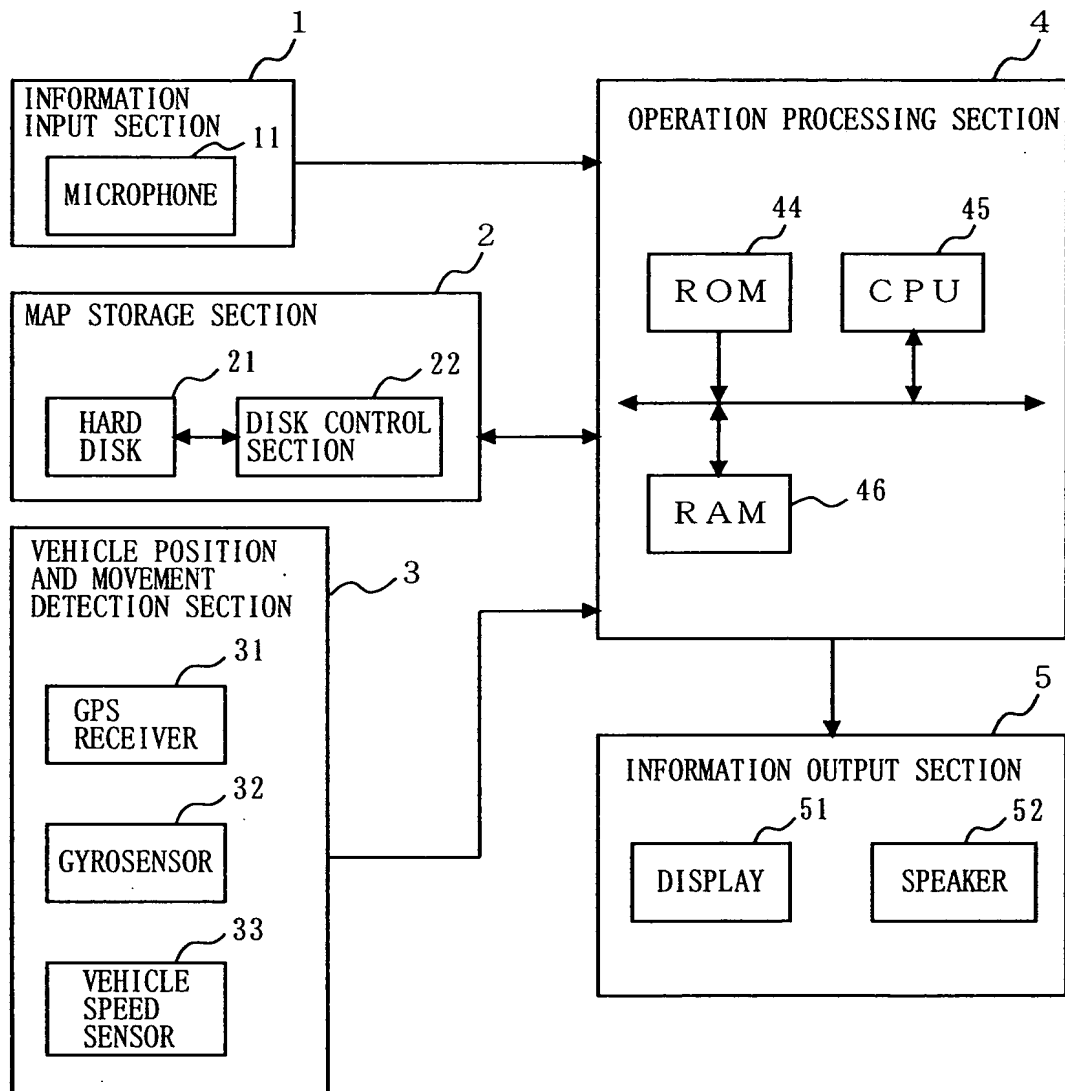 1
INFORMATION
INPUT SECTION
11
MICROPHONE
2
MAP STORAGE SECTION
21
HARD
DISK
22
DISK CONTROL
SECTION
3
VEHICLE POSITION
AND MOVEMENT
DETECTION SECTION
31
GPS
RECEIVER
32
GYROSENSOR
33
VEHICLE
SPEED
SENSOR
4
OPERATION PROCESSING SECTION
44
ROM
45
CPU
46
RAM
5
INFORMATION OUTPUT SECTION
51
DISPLAY
52
SPEAKER